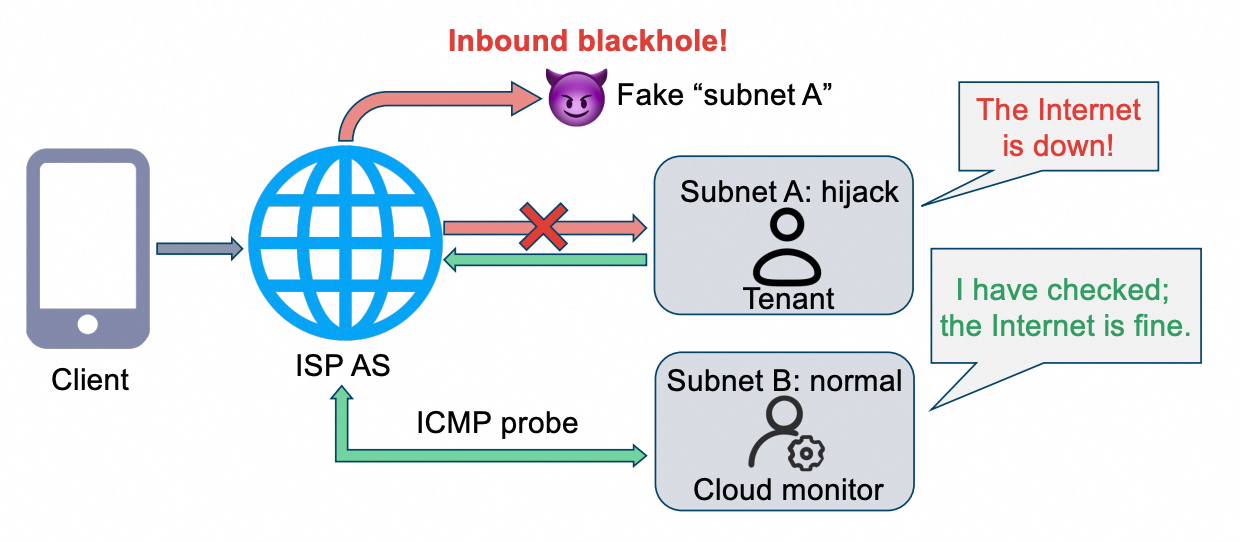 Inbound blackhole!
Fake “subnet A”
The Internet
is down!
Subnet A: hijack
Tenant
I have checked;
the Internet is fine.
Client
ISP AS
ICMP probe
Subnet B: normal
Cloud monitor